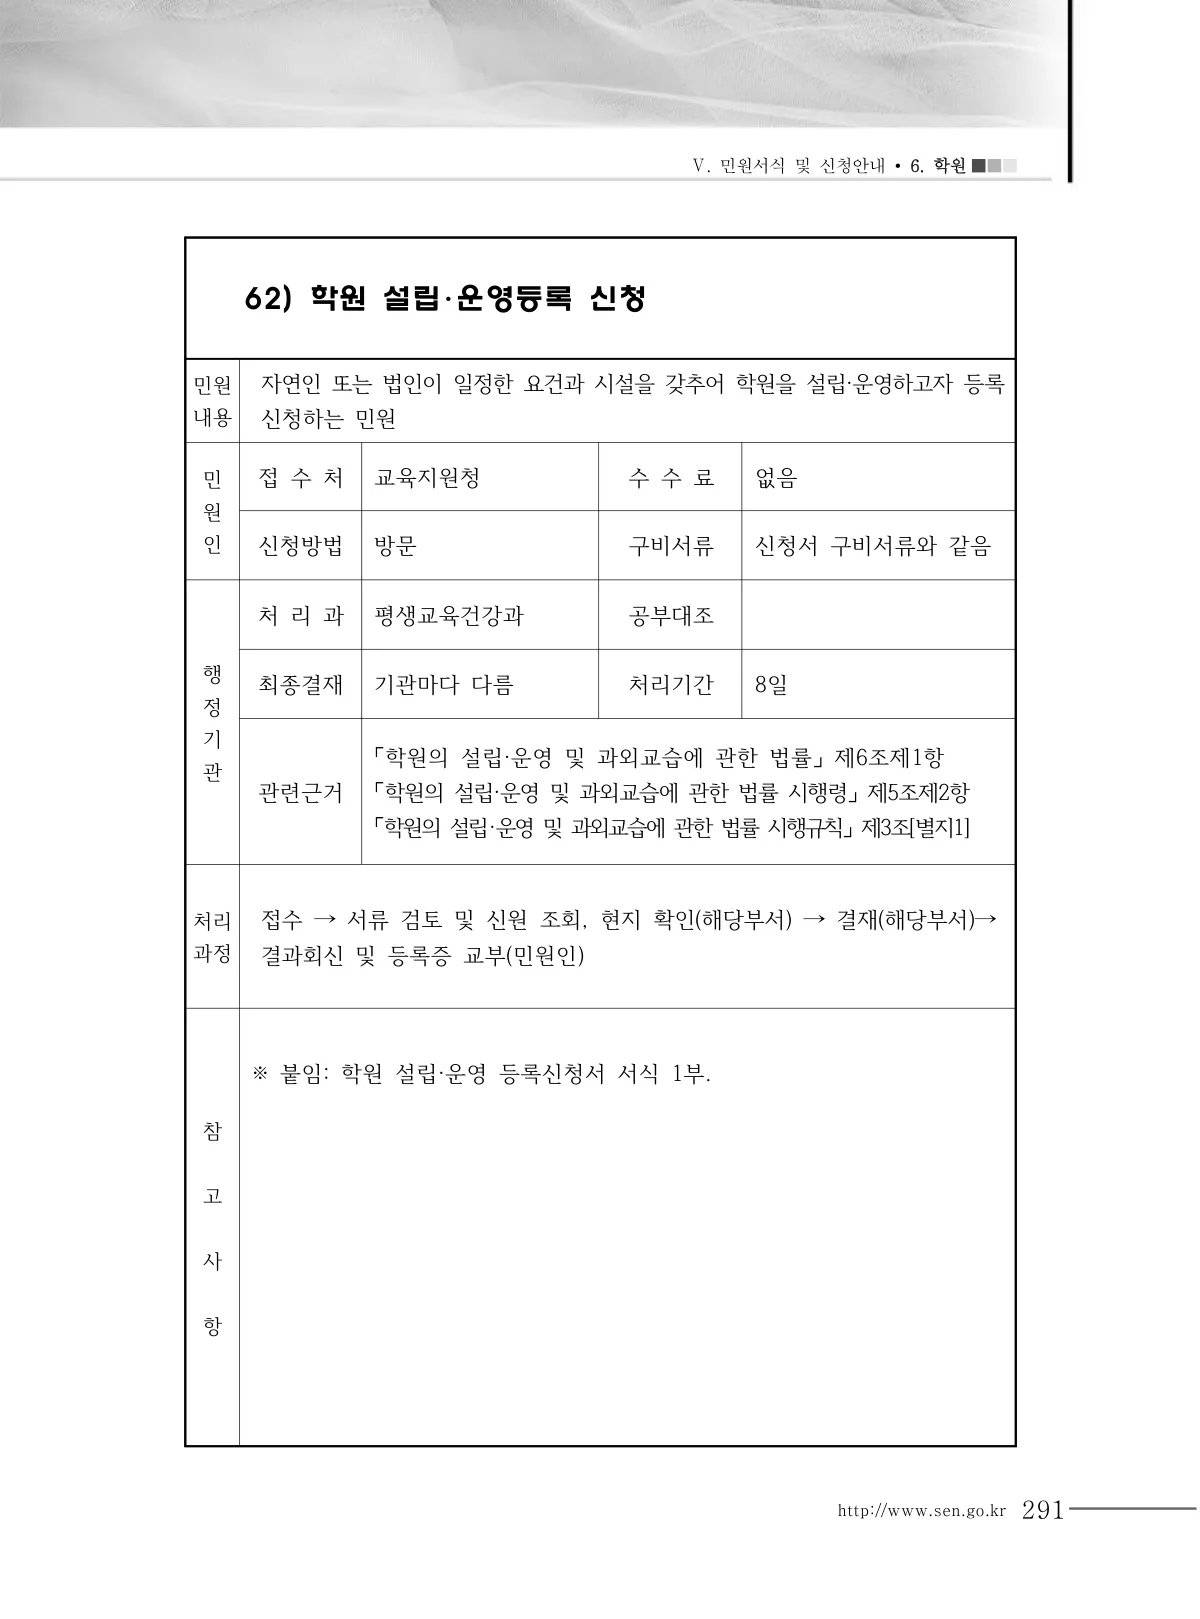 Ⅴ. 민원서식 및 신청안내 • 6. 학원
62) 학원 설립·운영등록 신청
민원
내용
자연인 또는 법인이 일정한 요건과 시설을 갖추어 학원을 설립·운영하고자 등록
신청하는 민원
민
원
인
접 수 처 교육지원청 수 수 료 없음
신청방법 방문 구비서류 신청서 구비서류와 같음
행
정
기
관
처 리 과 평생교육건강과 공부대조
최종결재 기관마다 다름 처리기간 8일
관련근거
「학원의 설립·운영 및 과외교습에 관한 법률」 제6조제1항
「학원의 설립·운영 및 과외교습에 관한 법률 시행령」 제5조제2항
「학원의 설립·운영 및 과외교습에 관한 법률 시행규칙」 제3조[별지1]
처리
과정
접수 → 서류 검토 및 신원 조회, 현지 확인(해당부서) → 결재(해당부서)→
결과회신 및 등록증 교부(민원인)
참
고
사
항
※ 붙임: 학원 설립·운영 등록신청서 서식 1부.
http://www.sen.go.kr 291